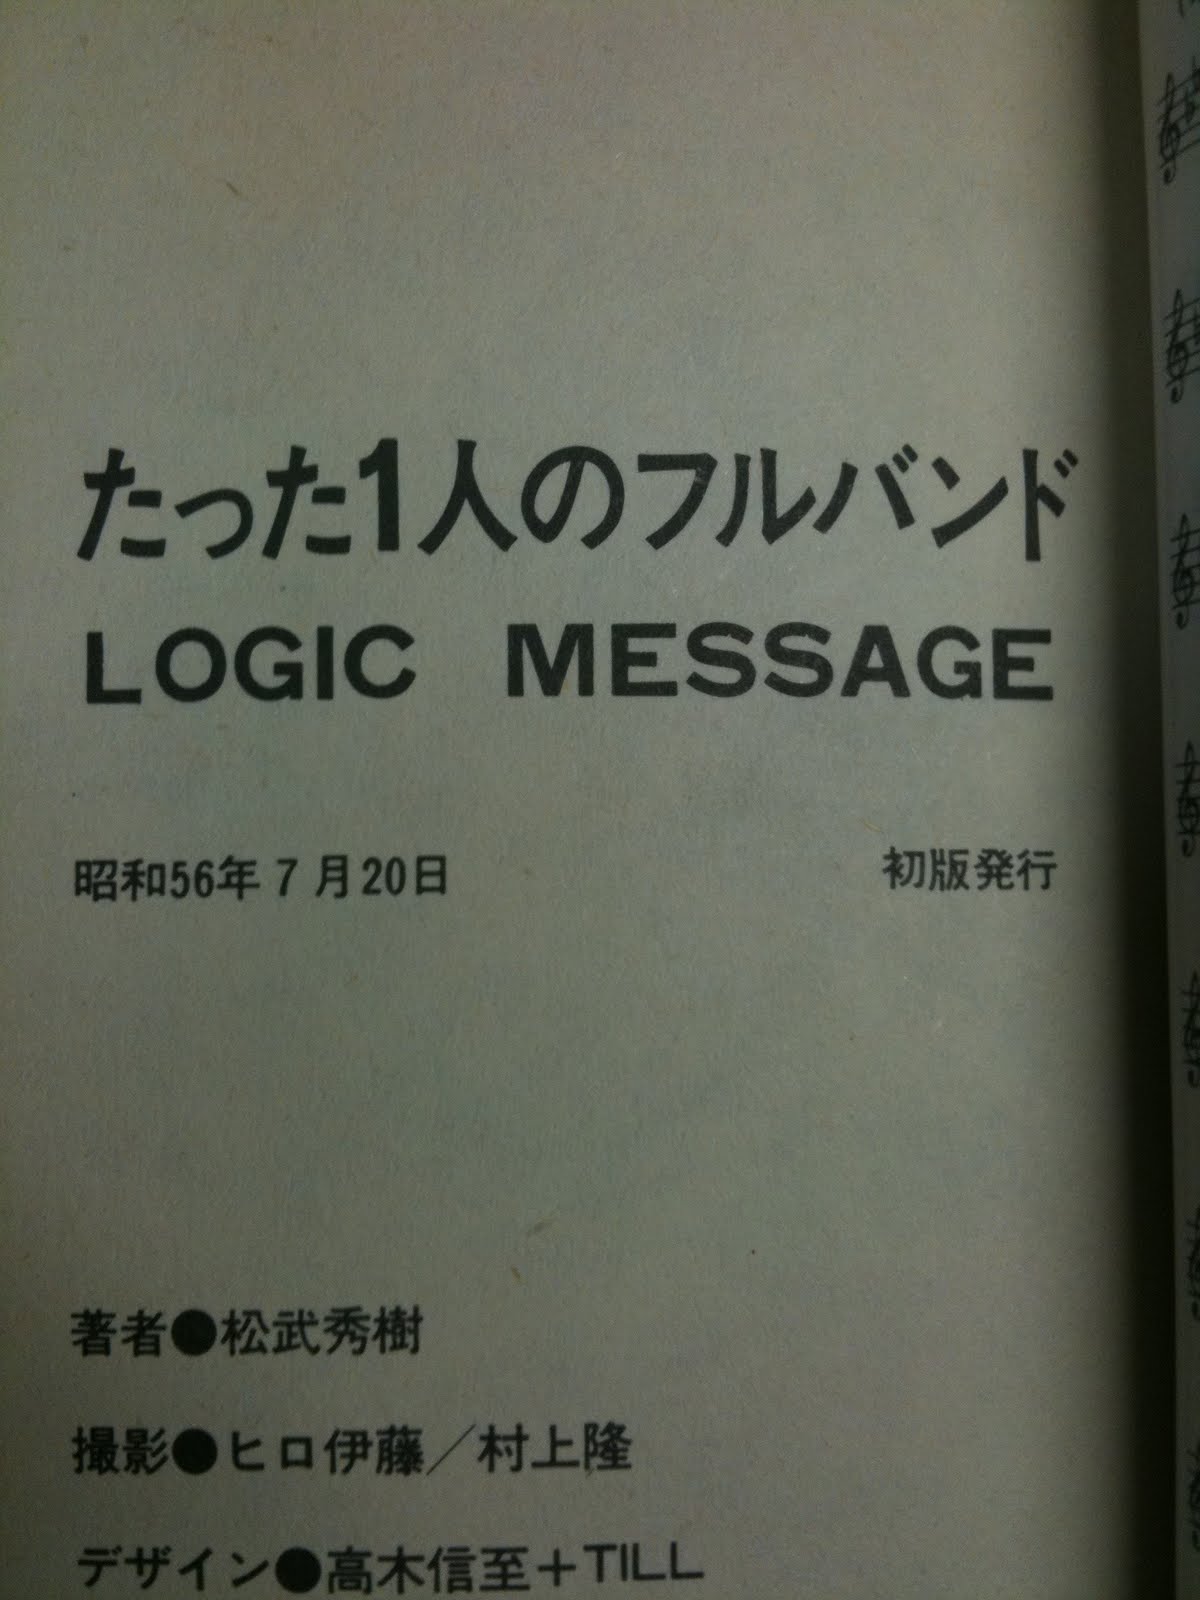 たった1人のフルバンド
LOGIC MESSAGE
昭和56年7月20日 初版発行
著者●松武秀樹
撮影●ヒロ伊藤／村上隆
デザイン●高木信至＋TILL